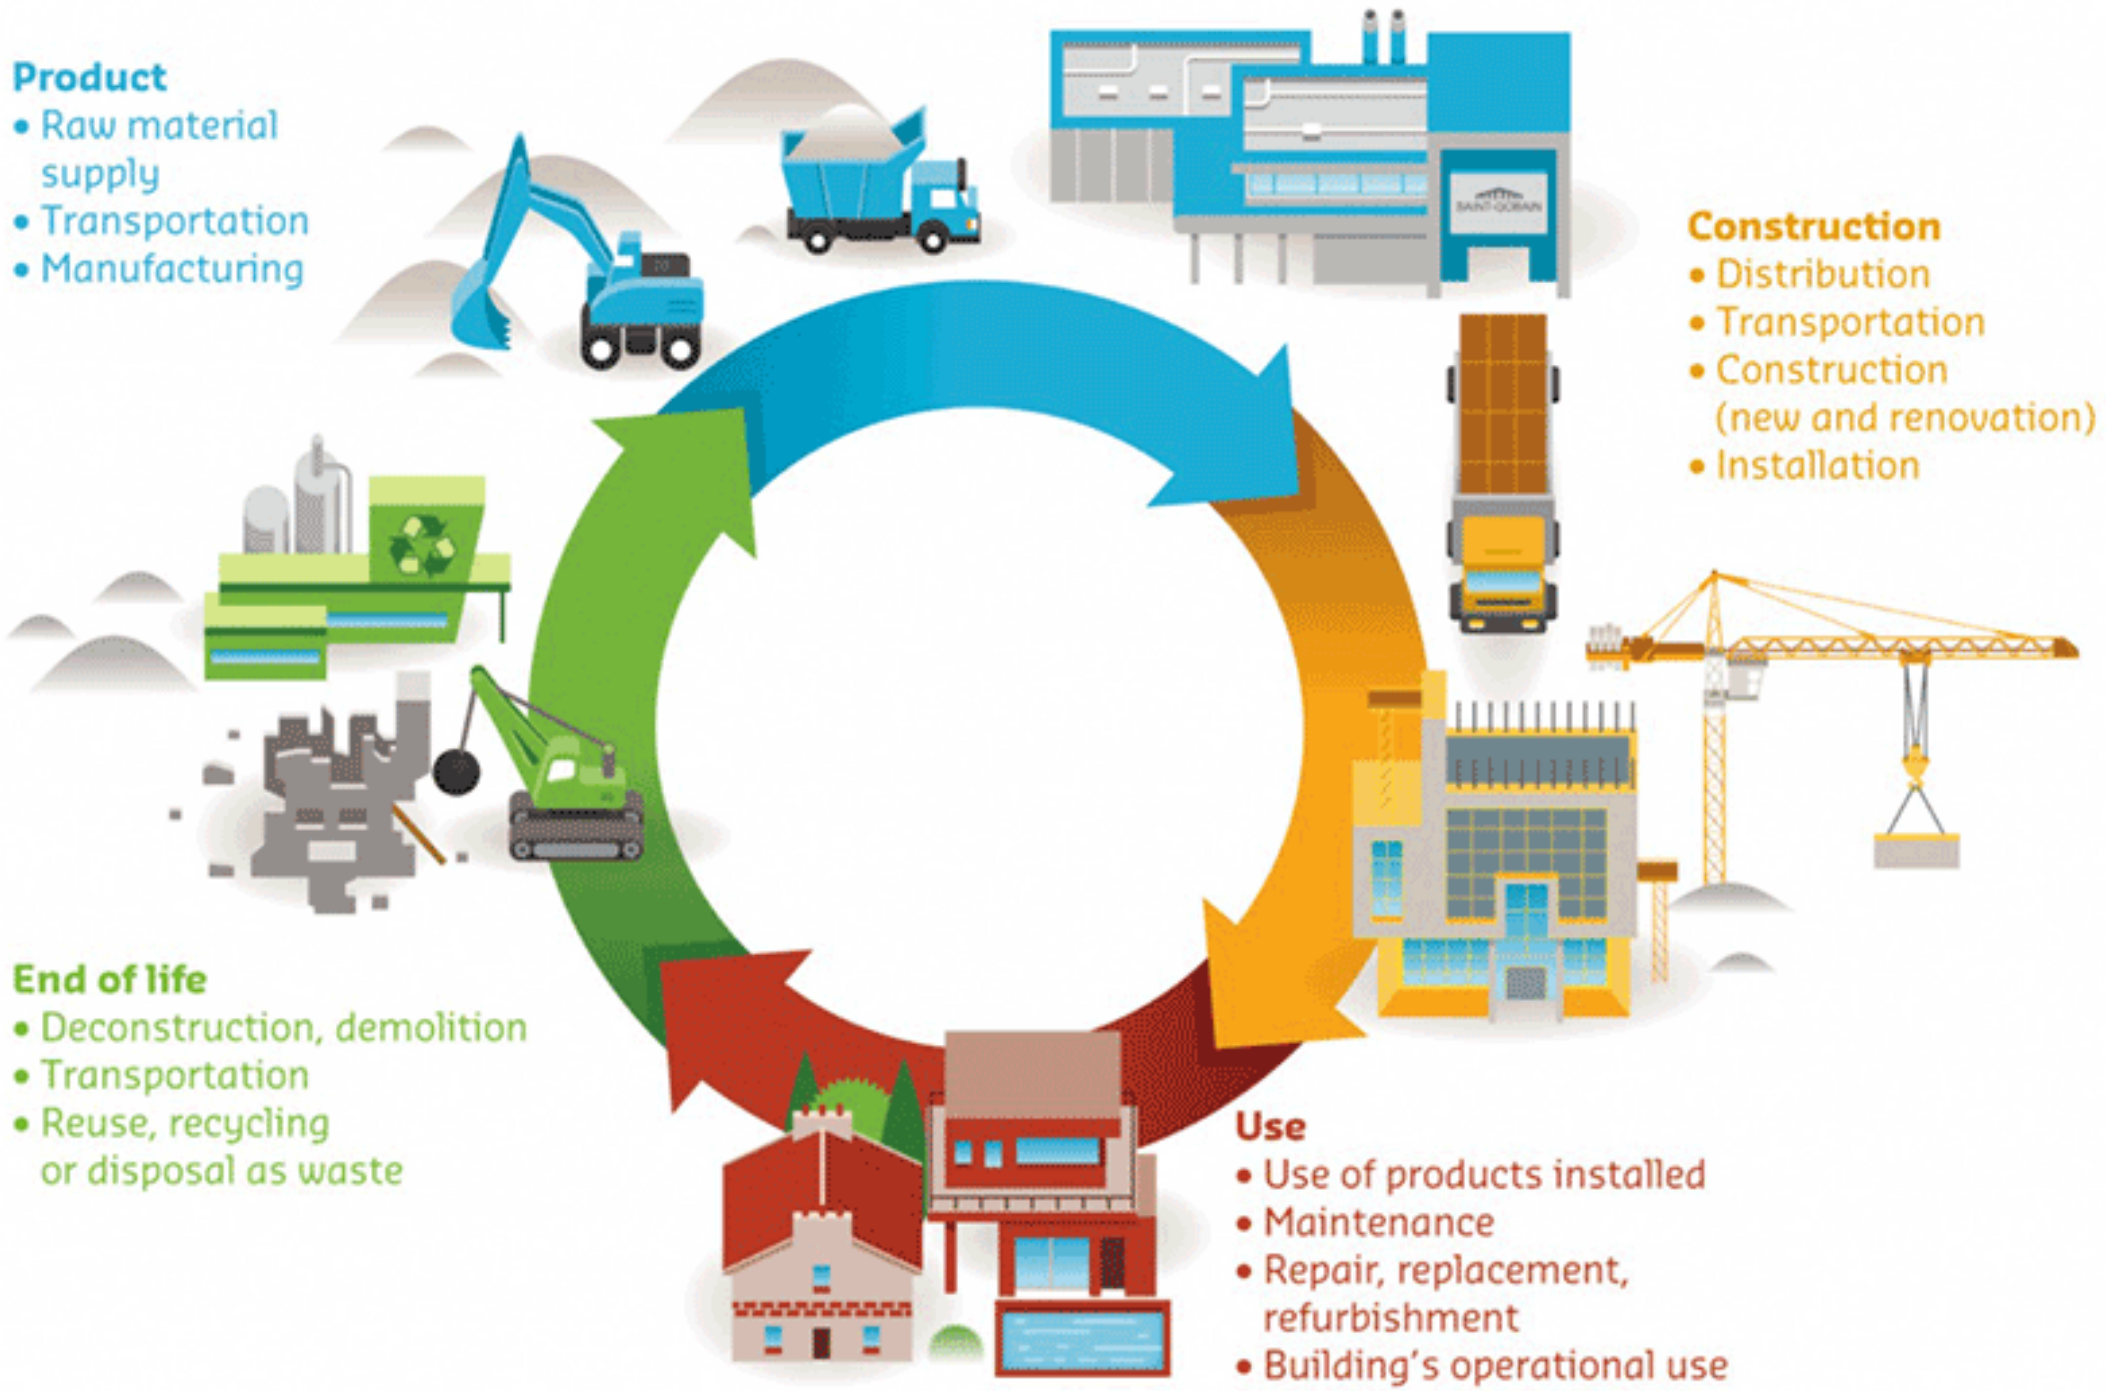 Product
• Raw material
supply
• Transportation
• Manufacturing
SAINT-GOBAIN
Construction
• Distribution
• Transportation
• Construction
(new and renovation)
• Installation
End of life
• Deconstruction, demolition
• Transportation
• Reuse, recycling
or disposal as waste
Use
• Use of products installed
• Maintenance
• Repair, replacement,
refurbishment
• Building's operational use